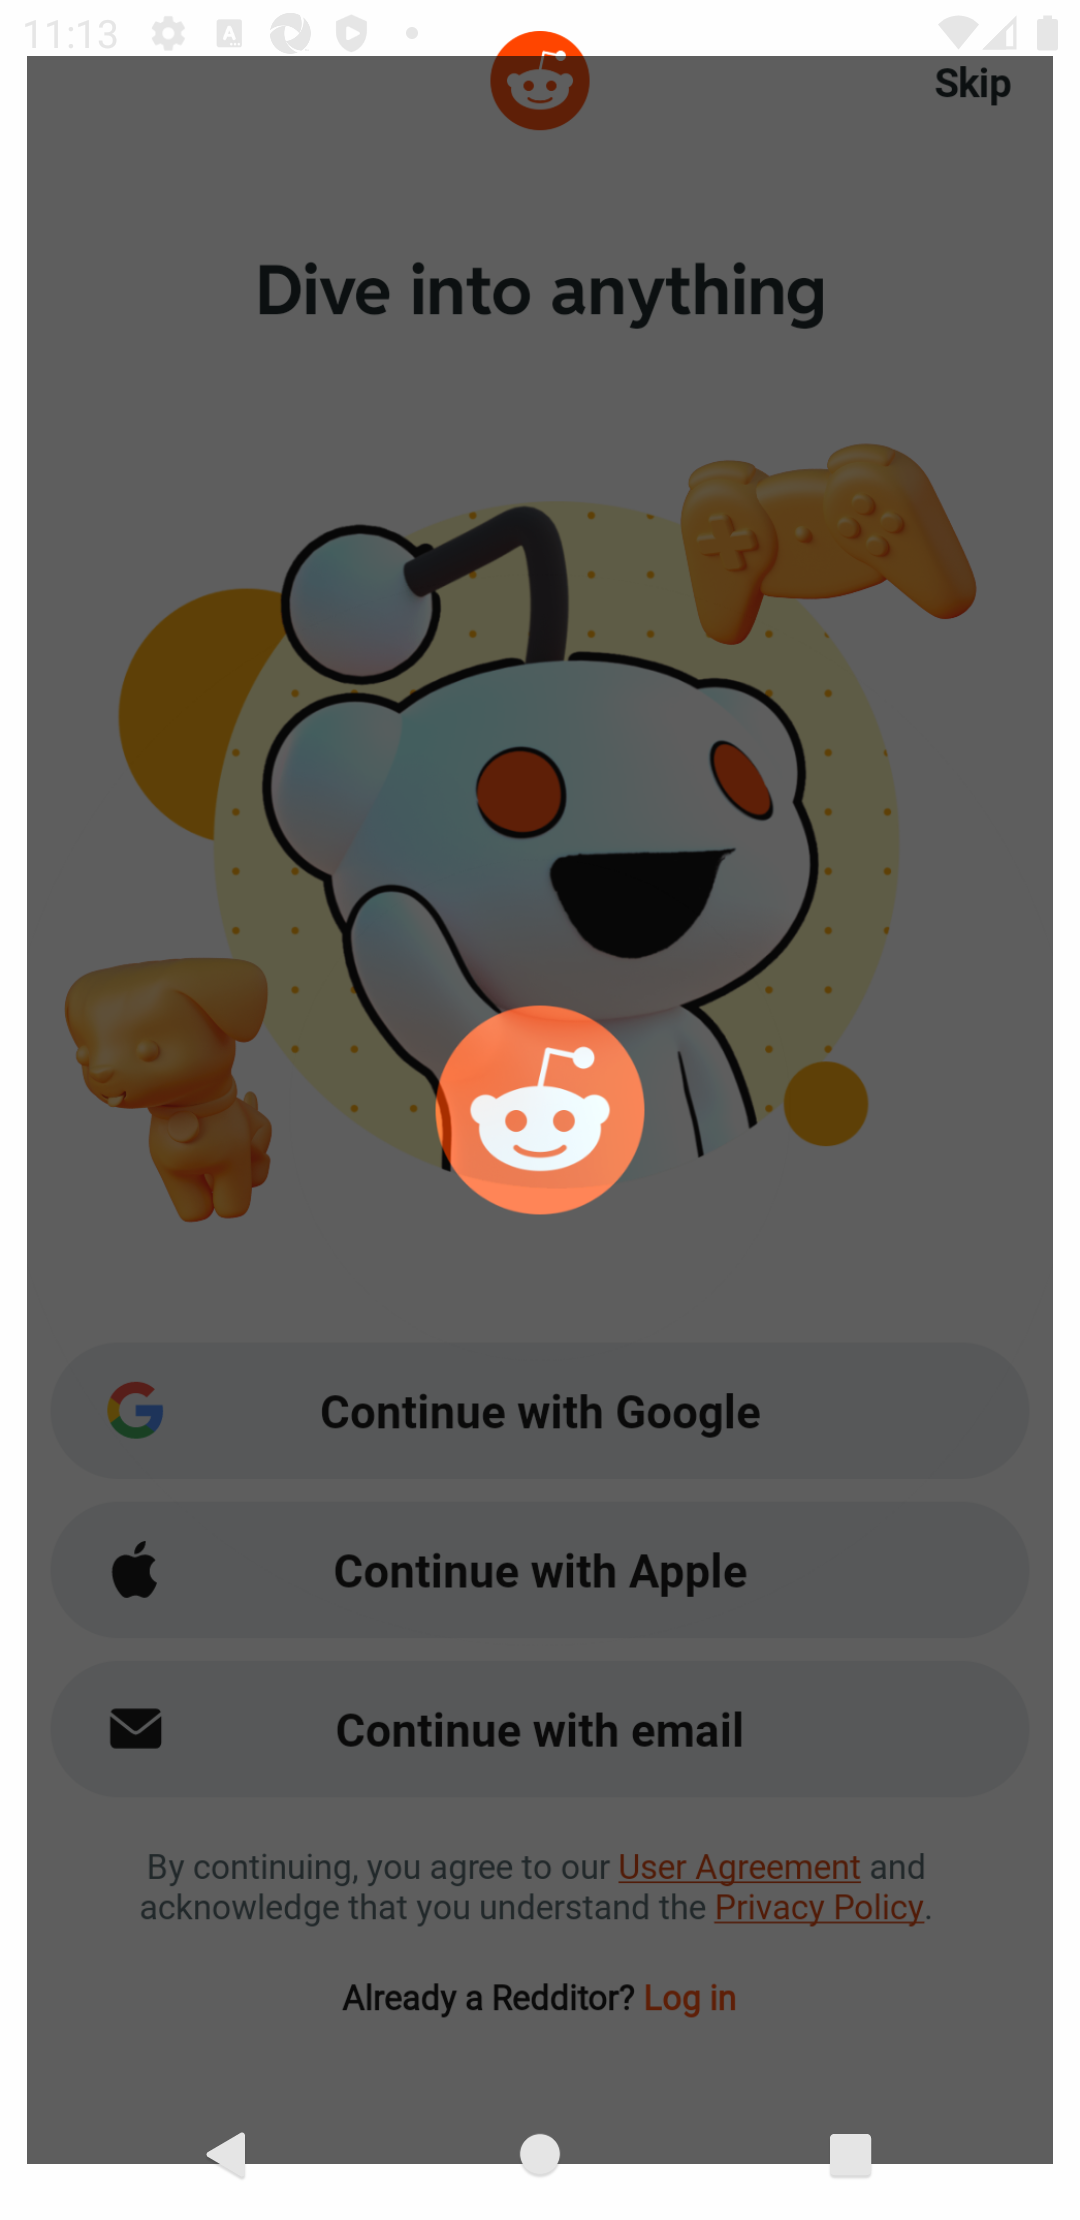 11:13
Skip
Dive into anything
Continue with Google
Continue with Apple
Continue with email
By continuing, you agree to our User Agreement and
acknowledge that you understand the Privacy Policy.
Already a Redditor? Log in